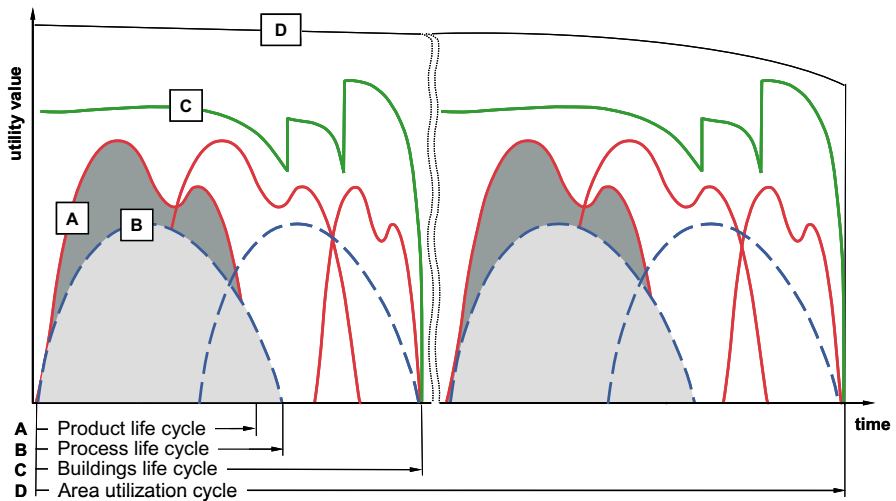 D
utility value
C
A
B
time
A Product life cycle
B Process life cycle
C Buildings life cycle
D Area utilization cycle